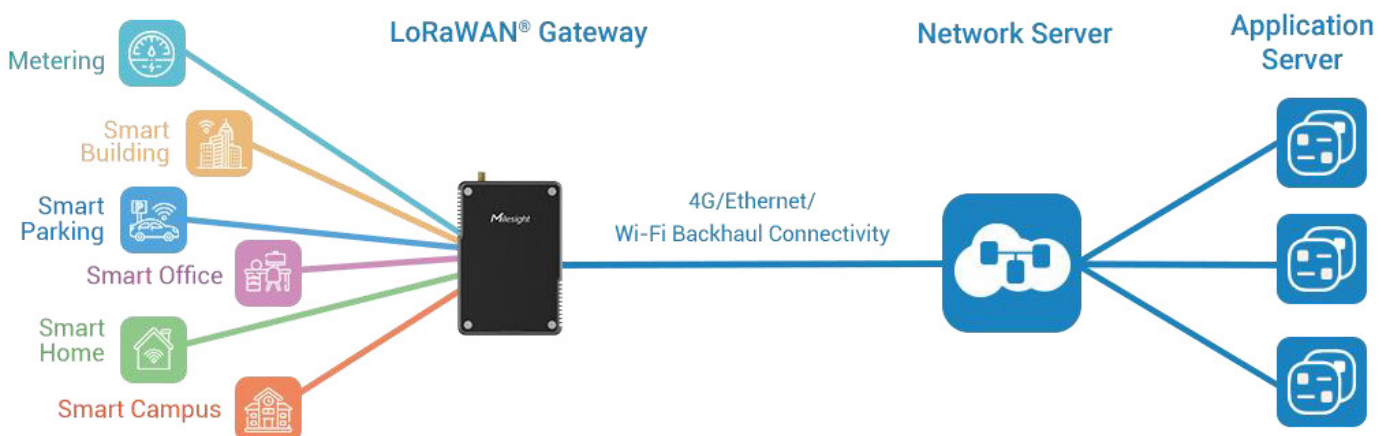 LoRaWAN® Gateway
Network Server
Application
Server
Metering
Smart
Building
Smart
Parking
P
Smart Office
Smart
Home
Smart Campus
Milesight
4G/Ethernet/
Wi-Fi Backhaul Connectivity